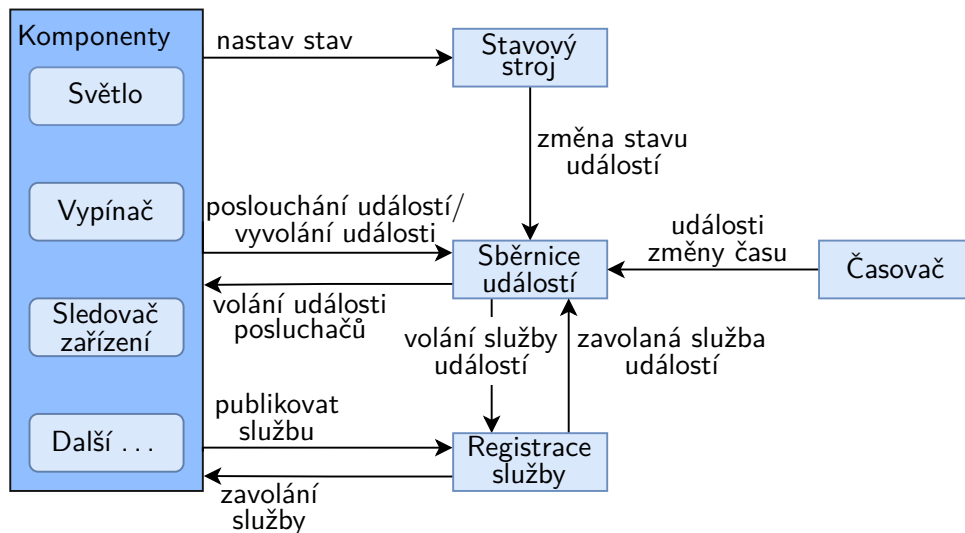 Komponenty
Světlo
Vypínač
Sledovač
zařízení
Další . . .
nastav stav
Stavový
stroj
změna stavu
událostí
poslouchání událostí/
vyvolání události
Sběrnice
událostí
události
změny času
Časovač
volání události
posluchačů
volání služby
událostí
zavolaná služba
událostí
publikovat
službu
Registrace
služby
zavolání
služby